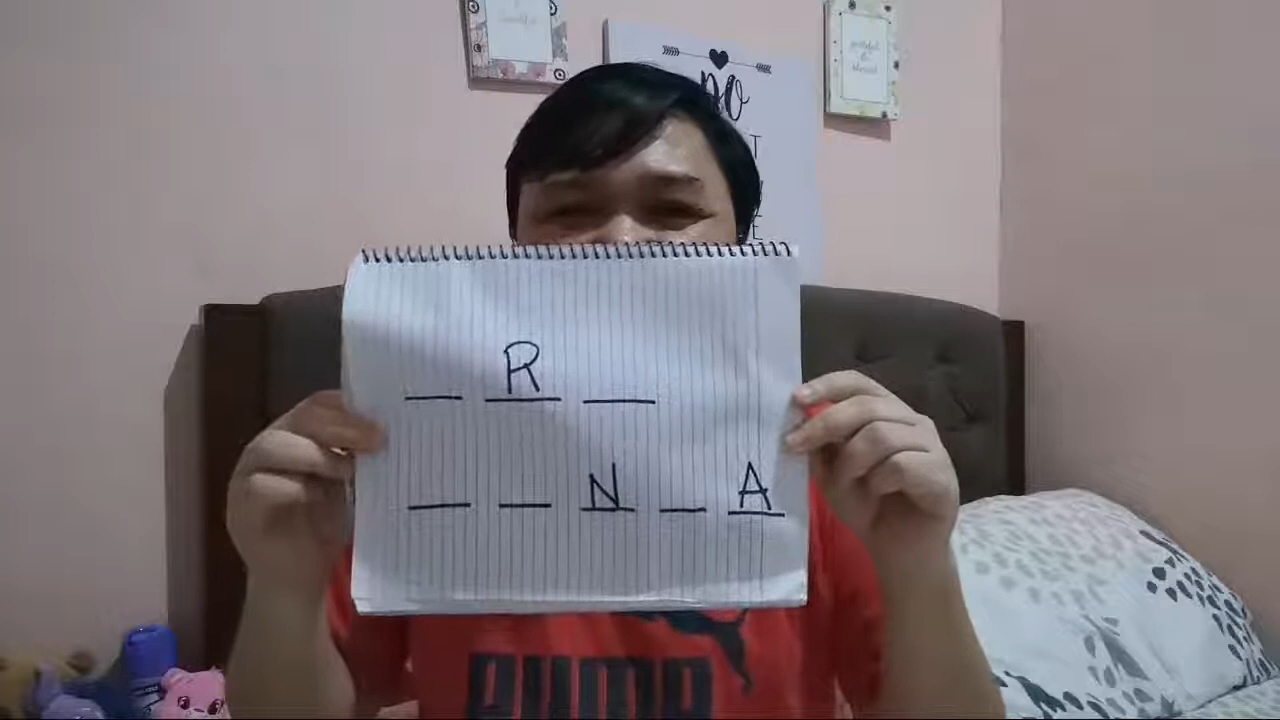 DO
T
E
_ R _
_ _ N _ A
PUMA